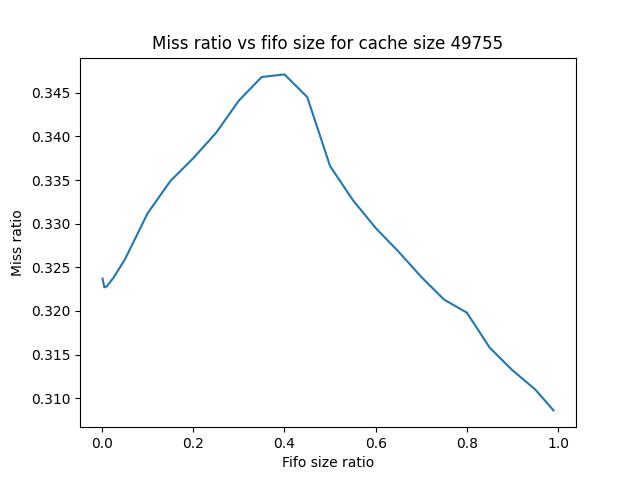 Miss ratio vs fifo size for cache size 49755
0.345
0.340
0.335
0.330
0.325
0.320
0.315
0.310
Miss ratio
0.0 0.2 0.4 0.6 0.8 1.0
Fifo size ratio